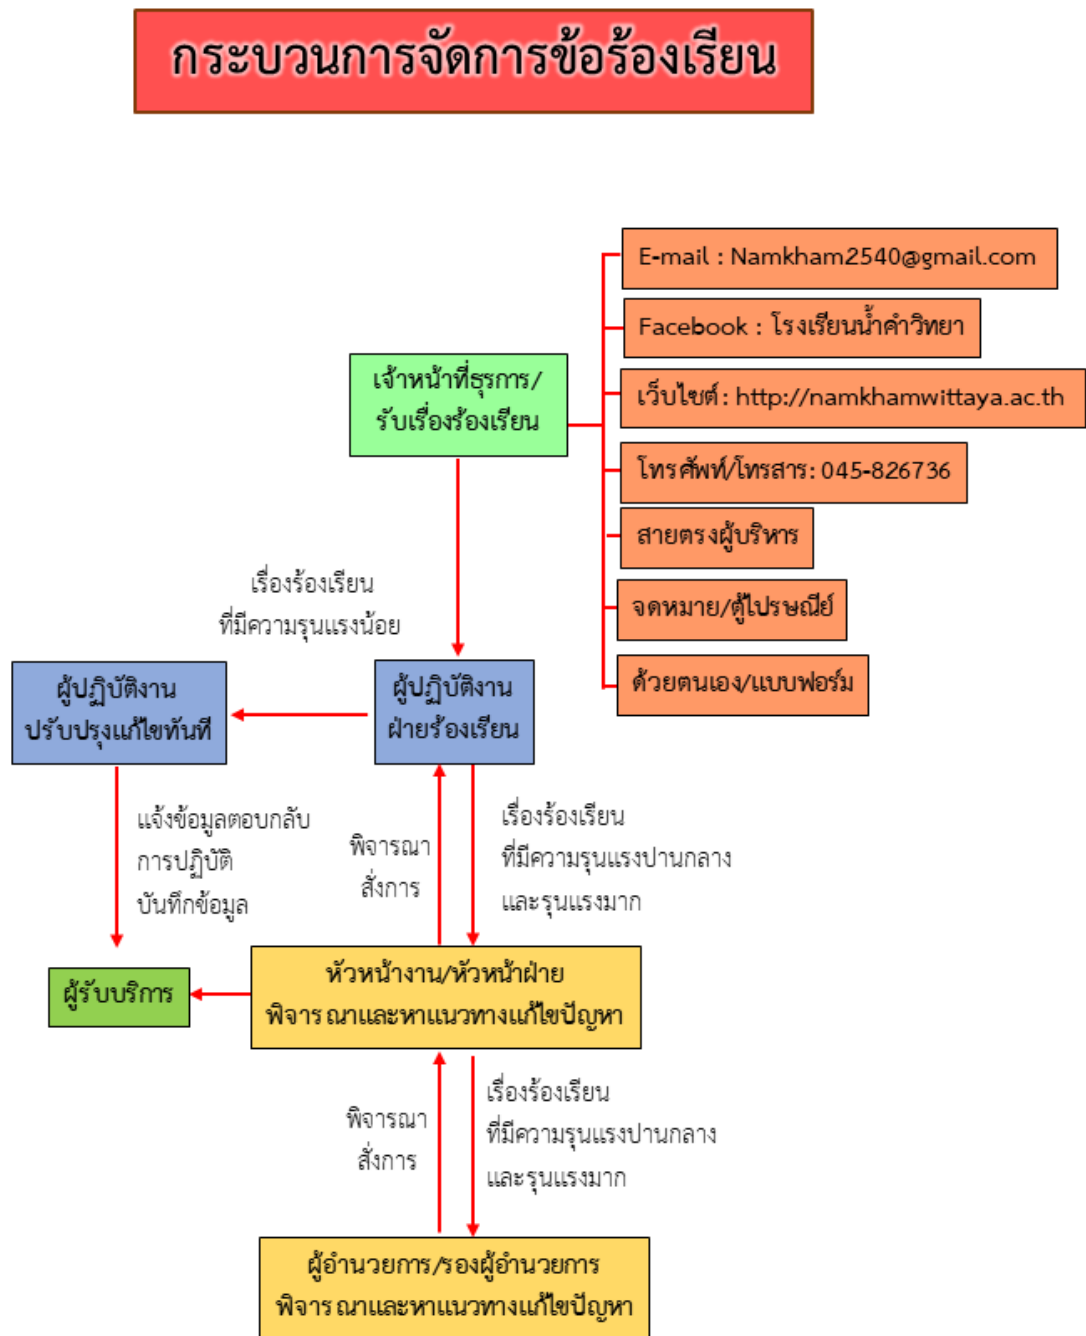 กระบวนการจัดการข้อร้องเรียน
E-mail : Namkham2540@gmail.com
Facebook : โรงเรียนน้ำคำวิทยา
เว็บไซต์ : http://namkhamwittaya.ac.th
โทรศัพท์/โทรสาร: 045-826736
สายตรงผู้บริหาร
จดหมาย/ตู้ไปรษณีย์
ด้วยตนเอง/แบบฟอร์ม
เจ้าหน้าที่ธุรการ/
รับเรื่องร้องเรียน
เรื่องร้องเรียน
ที่มีความรุนแรงน้อย
ผู้ปฏิบัติงาน
ปรับปรุงแก้ไขทันที
ผู้ปฏิบัติงาน
ฝ่ายร้องเรียน
แจ้งข้อมูลตอบกลับ
การปฏิบัติ
บันทึกข้อมูล
พิจารณา
สั่งการ
เรื่องร้องเรียน
ที่มีความรุนแรงปานกลาง
และรุนแรงมาก
ผู้รับบริการ
หัวหน้างาน/หัวหน้าฝ่าย
พิจารณาและหาแนวทางแก้ไขปัญหา
พิจารณา
สั่งการ
เรื่องร้องเรียน
ที่มีความรุนแรงปานกลาง
และรุนแรงมาก
ผู้อำนวยการ/รองผู้อำนวยการ
พิจารณาและหาแนวทางแก้ไขปัญหา